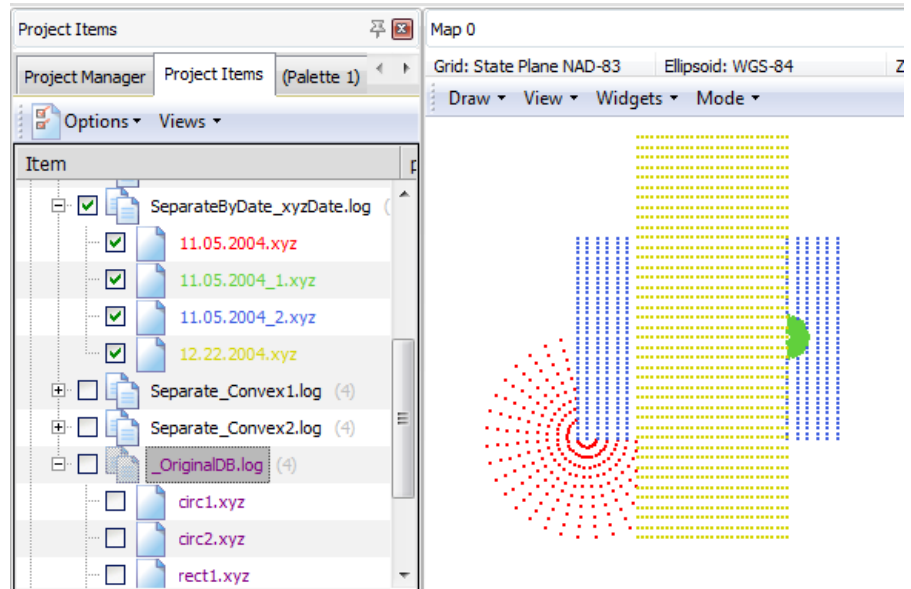 Project Items
Project Manager
Project Items
(Palette 1)
Options
Views
Item
SeparateByDate_xyzDate.log
11.05.2004.xyz
11.05.2004_1.xyz
11.05.2004_2.xyz
12.22.2004.xyz
Separate_Convex1.log (4)
Separate_Convex2.log (4)
_OriginalDB.log (4)
circ1.xyz
circ2.xyz
rect1.xyz
Map 0
Grid: State Plane NAD-83 Ellipsoid: WGS-84 Z
Draw View Widgets Mode